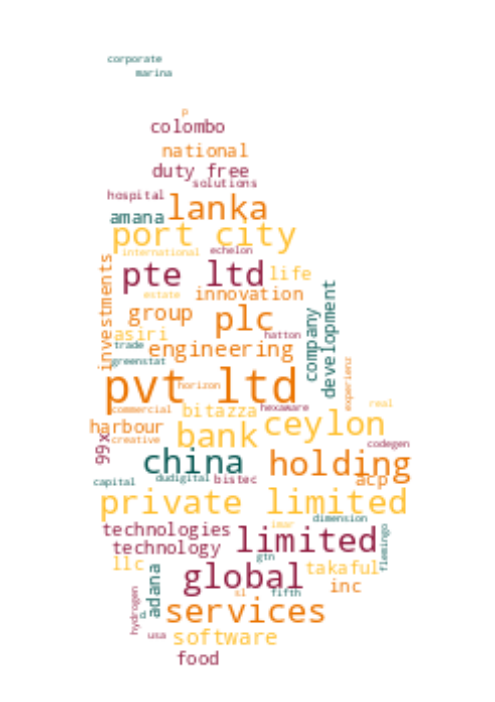 corporate
marina
p
colombo
national
duty free
solutions
hospital
lanka
amana
port city
international
echelon
pte ltd
life
investments
estate
innovation
development
group
plc
company
asiri
hatton
trade
engineering
greenstat
experienz
pvt ltd
horizon
commercial
bitazza
hexaware
real
harbour
ceylon
creative
bank
99x
codegen
china
holding
capital
dudigital
bistec
acp
private limited
dimension
imar
technologies
limited
technology
flemingo
gtn
llc
takaful
global
adana
inc
hydrogen
sl
fifth
services
usa
software
food